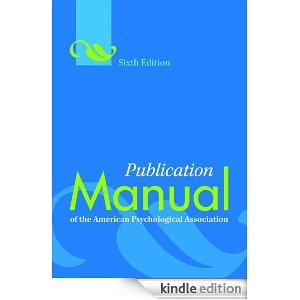 Sixth Edition
Publication
Manual
of the American Psychological Association
kindle edition